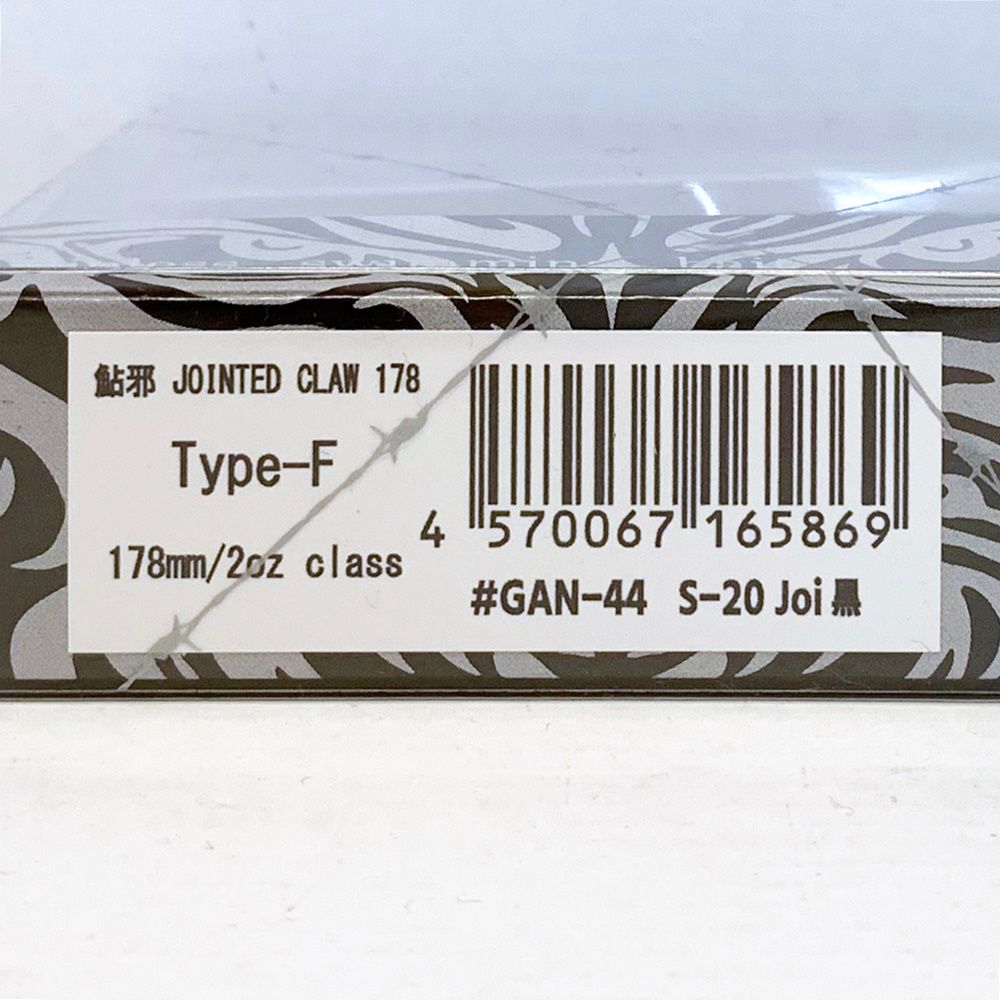 鮎邪 JOINTED CLAW 178
Type-F
178mm/2oz class
4 570067 165869
#GAN-44 S-20 Joi黒